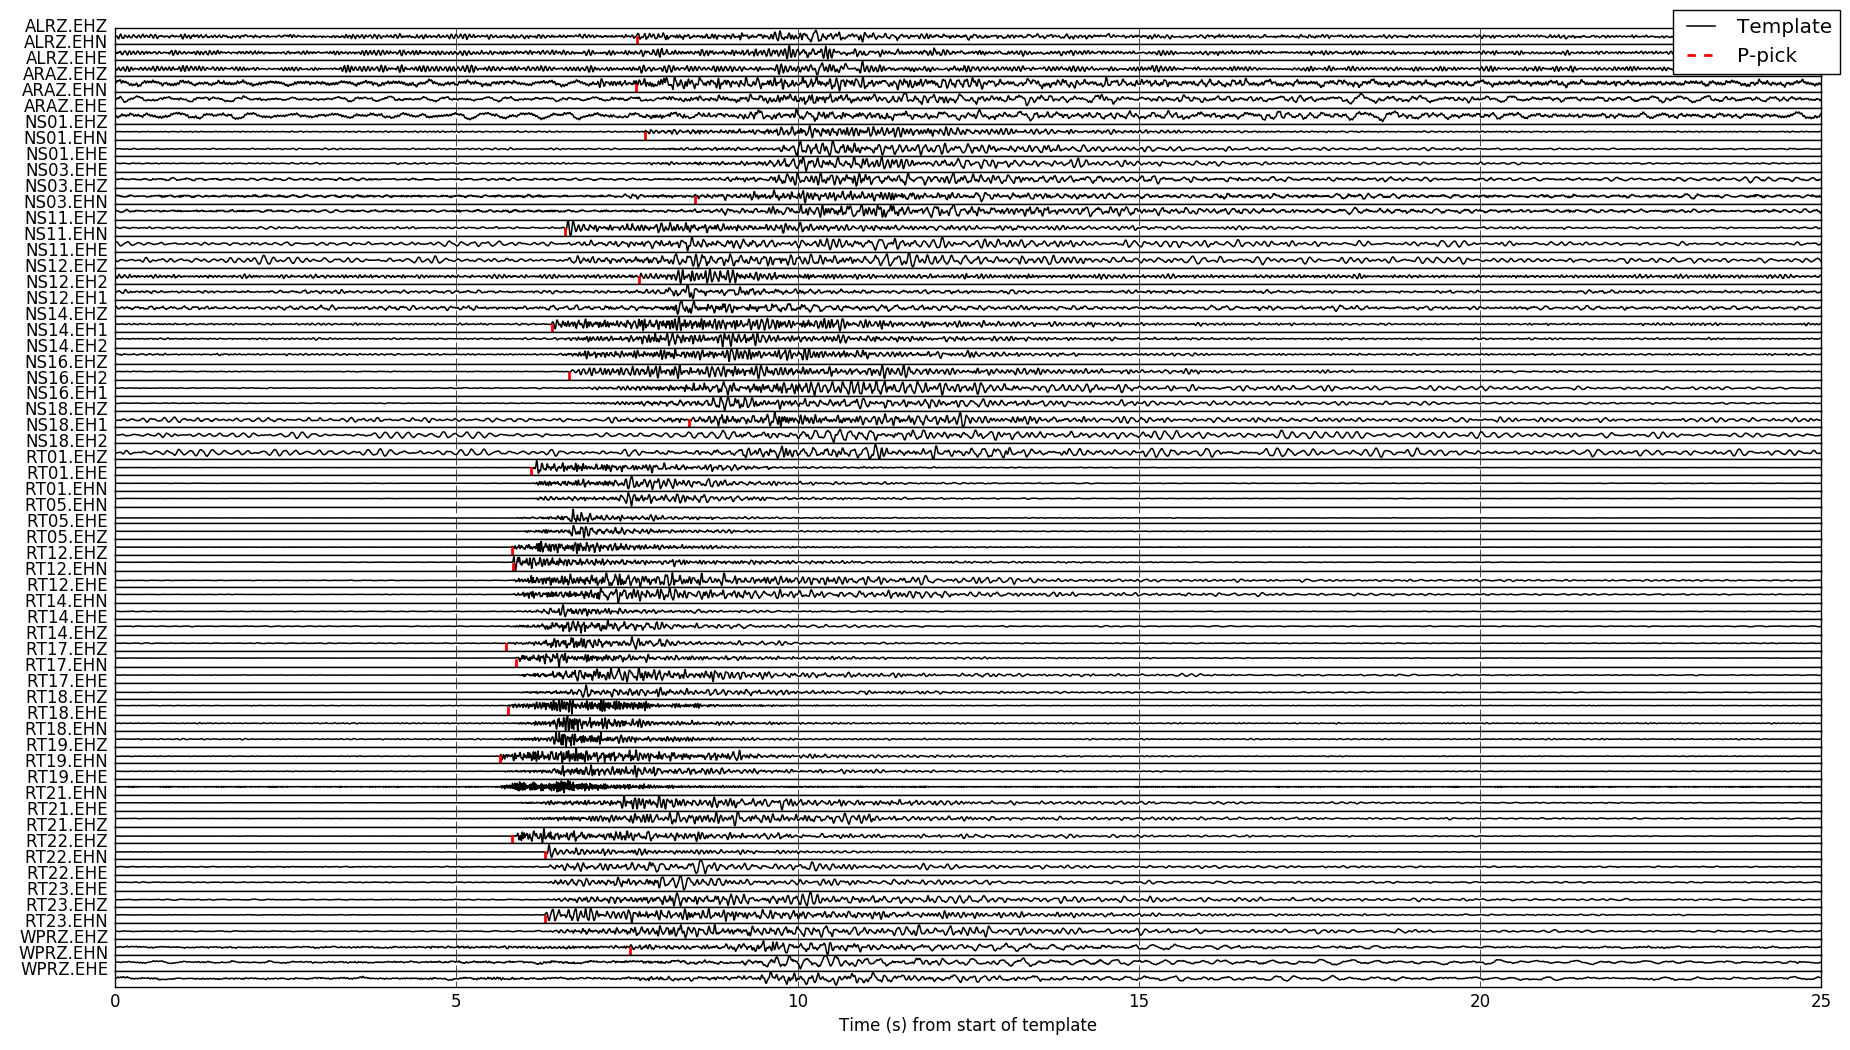 ALRZ.EHZ
ALRZ.EHN
ALRZ.EHE
ARAZ.EHZ
ARAZ.EHN
ARAZ.EHE
NS01.EHZ
NS01.EHN
NS01.EHE
NS03.EHE
NS03.EHZ
NS03.EHN
NS11.EHZ
NS11.EHN
NS11.EHE
NS12.EHZ
NS12.EH2
NS12.EH1
NS14.EHZ
NS14.EH1
NS14.EH2
NS16.EHZ
NS16.EH2
NS16.EH1
NS18.EHZ
NS18.EH1
NS18.EH2
RT01.EHZ
RT01.EHE
RT01.EHN
RT05.EHN
RT05.EHE
RT05.EHZ
RT12.EHZ
RT12.EHN
RT12.EHE
RT14.EHN
RT14.EHE
RT14.EHZ
RT17.EHZ
RT17.EHN
RT17.EHE
RT18.EHZ
RT18.EHE
RT18.EHN
RT19.EHZ
RT19.EHN
RT19.EHE
RT21.EHN
RT21.EHE
RT21.EHZ
RT22.EHZ
RT22.EHN
RT22.EHE
RT23.EHE
RT23.EHZ
RT23.EHN
WPRZ.EHZ
WPRZ.EHN
WPRZ.EHE
Template
P-pick
0 5 10 15 20 25
Time (s) from start of template